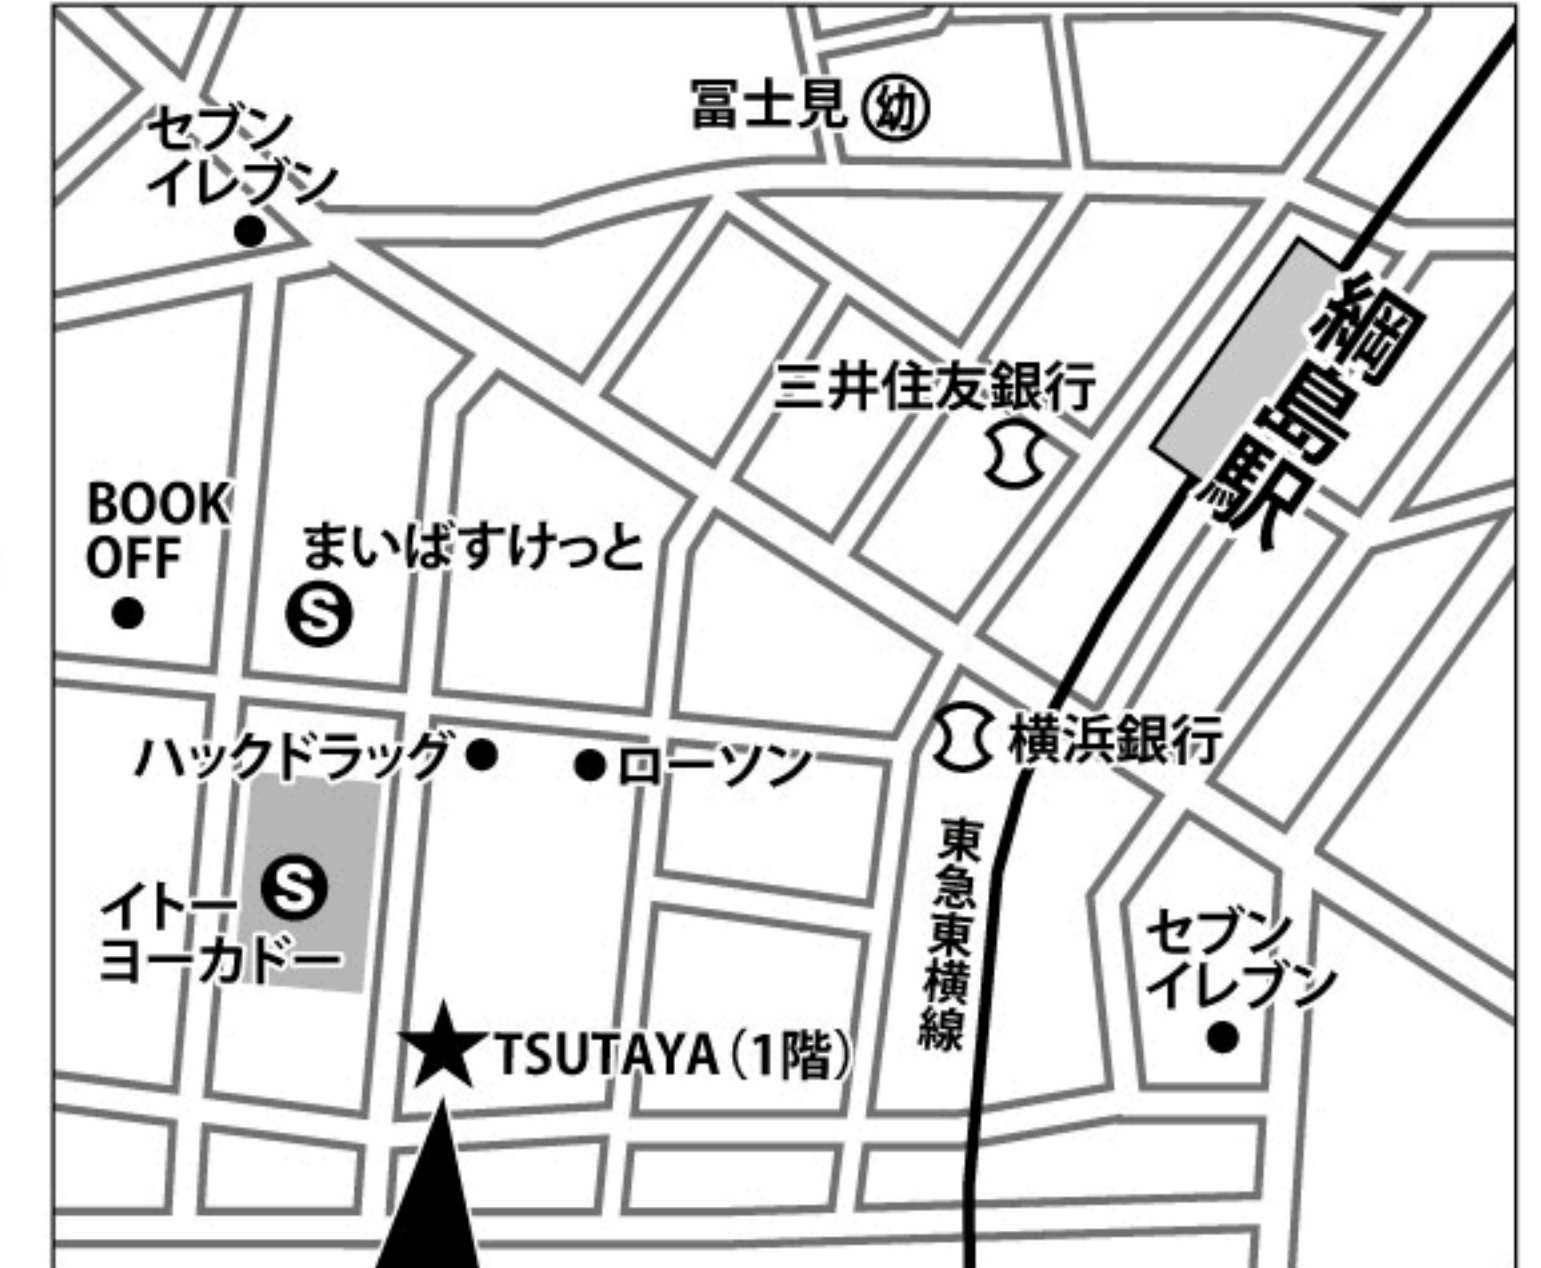 冨士見 幼
セブン
イレブン
三井住友銀行
綱島駅
BOOK
OFF
まいばすけっと
S
ハックドラッグ
ローソン
横浜銀行
東急東横線
S
イトー
ヨーカドー
セブン
イレブン
TSUTAYA（1階）